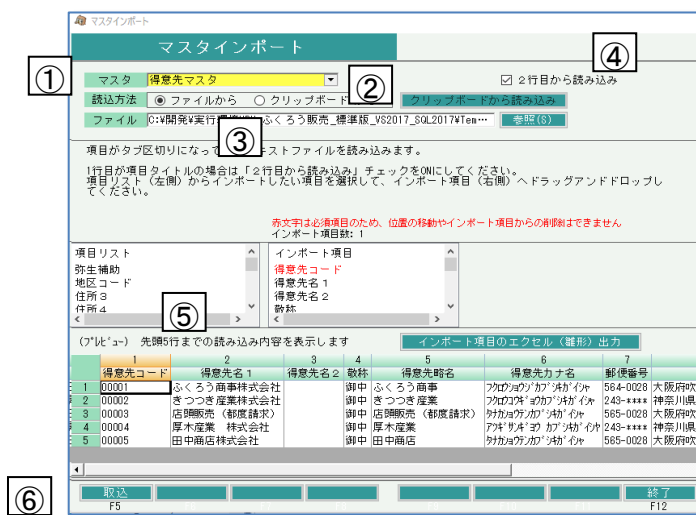 マスタインポート
マスタインポート
④
① マスタ 得意先マスタ ② ☑ 2行目から読み込み
読込方法 ファイルから クリップボード クリップボードから読み込み
ファイル ふくろう販売_標準版_VS2017_SQL2017¥Tem… 参照(S)
③
項目がタブ区切りになって キストファイルを読み込みます。
1行目が項目タイトルの場合は「2行目から読み込み」チェックをONにしてください。
項目リスト（左側）からインポートしたい項目を選択して、インポート項目（右側）へドラッグアンドドロップし
てください。
赤文字は必須項目のため、位置の移動やインポート項目からの削除はできません
インポート項目数: 1
項目リスト インポート項目
弥生補助 得意先コード
地区コード 得意先名1
住所3 得意先名2
住所4 敬称
⑤
(プレビュー) 先頭5行までの読み込み内容を表示します インポート項目のエクセル（雛形）出力
1 2 3 4 5 6 7
得意先コード 得意先名1 得意先名2 敬称 得意先略名 得意先カナ名 郵便番号
1 00001 ふくろう商事株式会社 御中 ふくろう商事 564-0028 大阪府吹
2 00002 きつつき産業株式会社 御中 きつつき産業 243-**** 神奈川県
3 00003 店頭販売（都度請求） 御中 店頭販売（都度請求） 565-0028 大阪府吹
4 00004 厚木産業 株式会社 御中 厚木産業 243-**** 神奈川県
5 00005 田中商店株式会社 御中 田中商店 565-0028 大阪府吹
⑥ 取込 終了
F5 F12